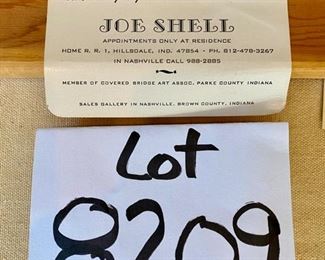 JOE SHELL
APPOINTMENTS ONLY AT RESIDENCE
HOME R. R. 1, HILLSDALE, IND. 47854 • PH. 812-478-3267
IN NASHVILLE CALL 988-2885
MEMBER OF COVERED BRIDGE ART ASSOC. PARKE COUNTY INDIANA
SALES GALLERY IN NASHVILLE, BROWN COUNTY, INDIANA
Lot
8209